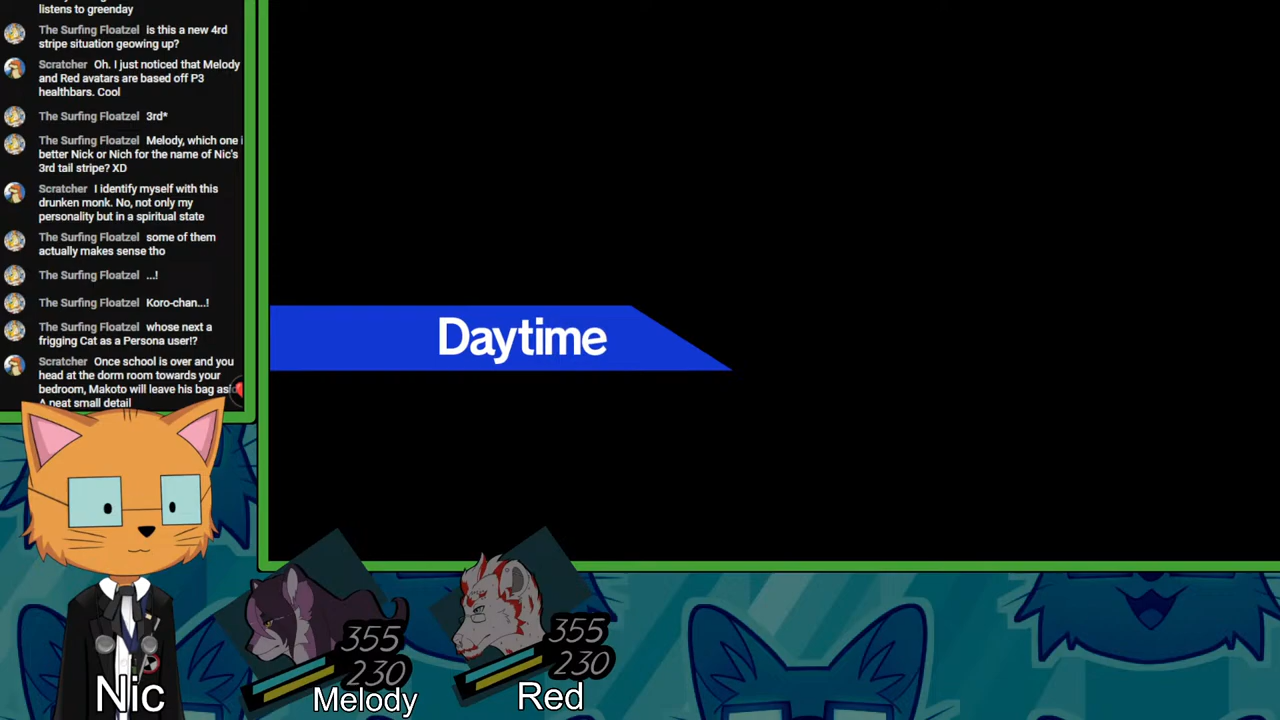 listens to greenday
The Surfing Floatzel is this a new 4rd
stripe situation geowing up?
Scratcher Oh. I just noticed that Melody
and Red avatars are based off P3
healthbars. Cool
The Surfing Floatzel 3rd*
The Surfing Floatzel Melody, which one i
better Nick or Nich for the name of Nic's
3rd tail stripe? XD
Scratcher I identify myself with this
drunken monk. No, not only my
personality but in a spiritual state
The Surfing Floatzel some of them
actually makes sense tho
The Surfing Floatzel ...!
The Surfing Floatzel Koro-chan...!
The Surfing Floatzel whose next a
frigging Cat as a Persona user!?
Scratcher Once school is over and you
head at the dorm room towards your
bedroom, Makoto will leave his bag asid
A neat small detail
Daytime
355
230
355
230
Nic
Melody
Red